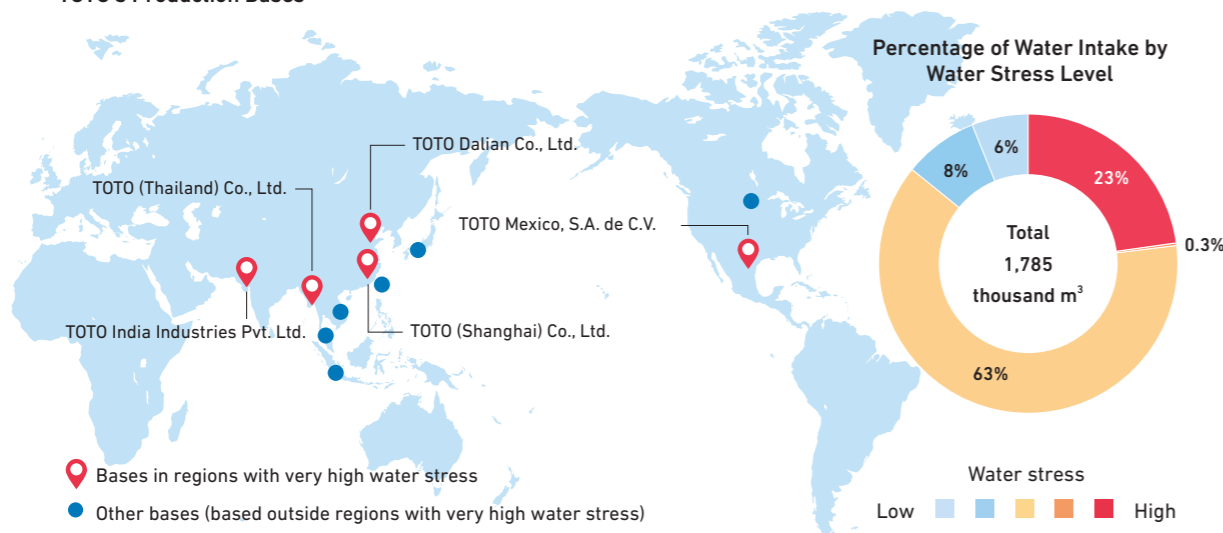 TOTO's Production Bases
Percentage of Water Intake by
Water Stress Level
TOTO Dalian Co., Ltd.
TOTO (Thailand) Co., Ltd.
TOTO Mexico, S.A. de C.V.
TOTO India Industries Pvt. Ltd.
TOTO (Shanghai) Co., Ltd.
6%
8%
23%
0.3%
63%
Total
1,785
thousand m³
Bases in regions with very high water stress
Other bases (based outside regions with very high water stress)
Water stress
Low High